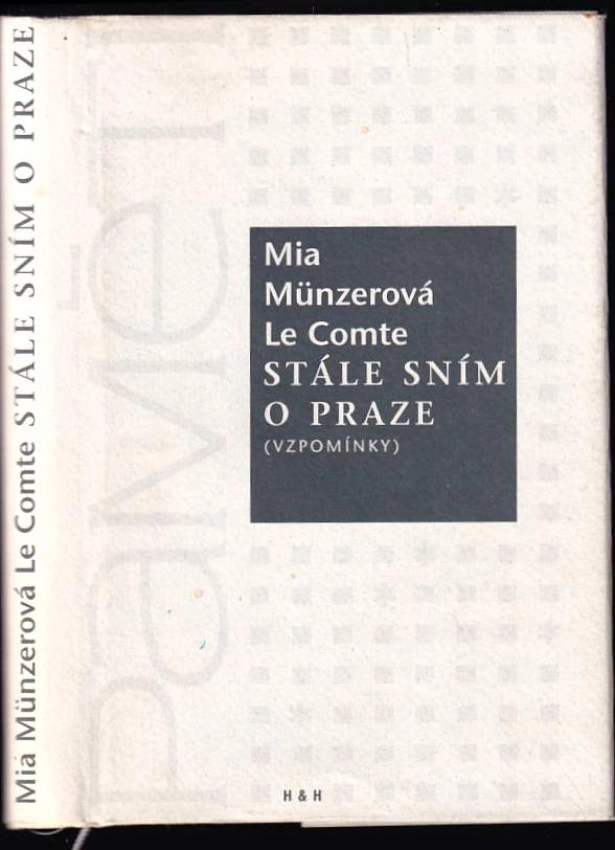 Mia Münzerová Le Comte STÁLE SNÍM O PRAZE
Paměť
Mia
Münzerová
Le Comte
STÁLE SNÍM
O PRAZE
(VZPOMÍNKY)
H & H